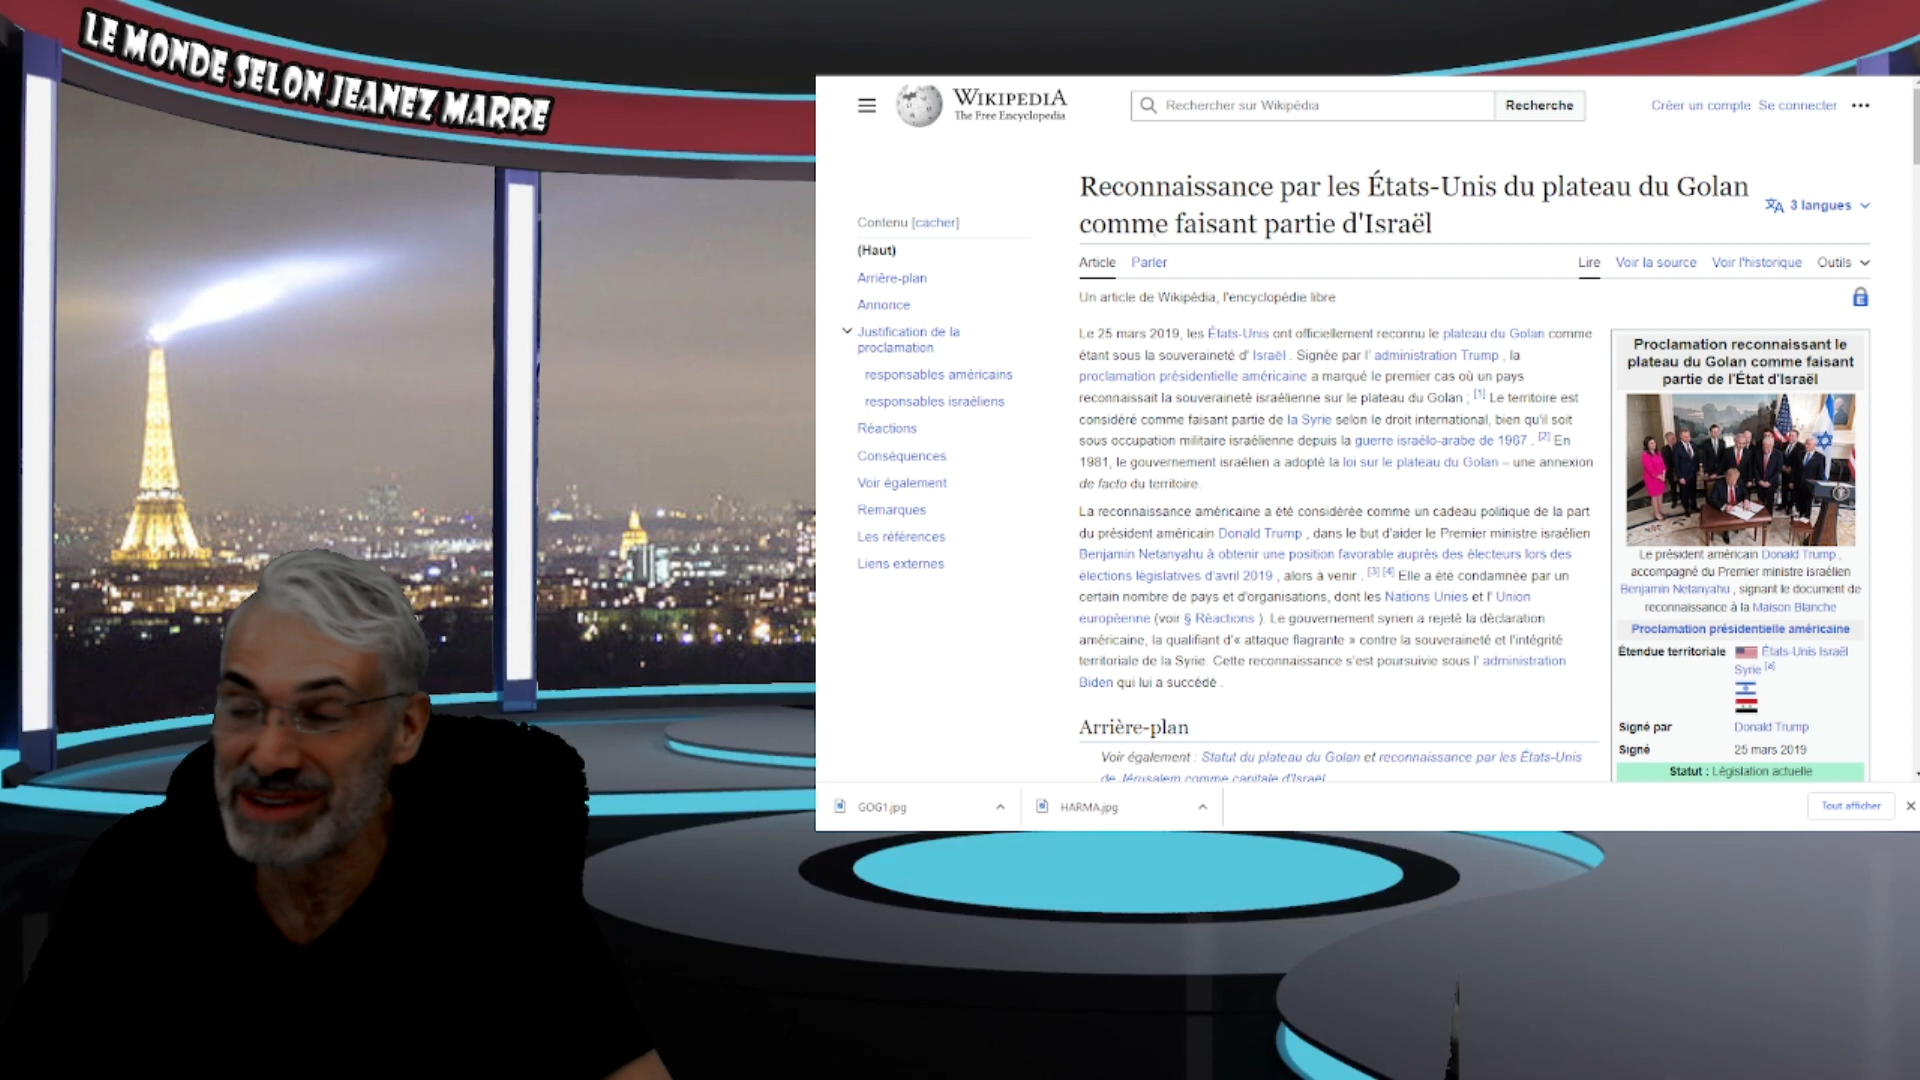 LE MONDE SELON JEANEZ MARRE
WIKIPEDIA
The Free Encyclopedia
Rechercher sur Wikipédia
Recherche
Créer un compte Se connecter
Reconnaissance par les États-Unis du plateau du Golan
comme faisant partie d'Israël
3 langues
Contenu [cacher]
(Haut)
Arrière-plan
Annonce
Justification de la
proclamation
responsables américains
responsables israéliens
Réactions
Conséquences
Voir également
Remarques
Les références
Liens externes
Article Parler
Lire Voir la source Voir l'historique Outils
Un article de Wikipédia, l'encyclopédie libre
Le 25 mars 2019, les États-Unis ont officiellement reconnu le plateau du Golan comme
étant sous la souveraineté d' Israël . Signée par l' administration Trump , la
proclamation présidentielle américaine a marqué le premier cas où un pays
reconnaissait la souveraineté israélienne sur le plateau du Golan ; [1] Le territoire est
considéré comme faisant partie de la Syrie selon le droit international, bien qu'il soit
sous occupation militaire israélienne depuis la guerre israélo-arabe de 1967 . [2] En
1981, le gouvernement israélien a adopté la loi sur le plateau du Golan – une annexion
de facto du territoire.
La reconnaissance américaine a été considérée comme un cadeau politique de la part
du président américain Donald Trump , dans le but d'aider le Premier ministre israélien
Benjamin Netanyahu à obtenir une position favorable auprès des électeurs lors des
élections législatives d'avril 2019 , alors à venir . [3] [4] Elle a été condamnée par un
certain nombre de pays et d'organisations, dont les Nations Unies et l' Union
européenne (voir § Réactions ). Le gouvernement syrien a rejeté la déclaration
américaine, la qualifiant d'« attaque flagrante » contre la souveraineté et l'intégrité
territoriale de la Syrie. Cette reconnaissance s'est poursuivie sous l' administration
Biden qui lui a succédé .
Arrière-plan
Voir également : Statut du plateau du Golan et reconnaissance par les États-Unis
de Jérusalem comme capitale d'Israël
Proclamation reconnaissant le
plateau du Golan comme faisant
partie de l'État d'Israël
Le président américain Donald Trump ,
accompagné du Premier ministre israélien
Benjamin Netanyahu , signant le document de
reconnaissance à la Maison Blanche
Proclamation présidentielle américaine
Étendue territoriale États-Unis Israël
Syrie [a]
Signé par Donald Trump
Signé 25 mars 2019
Statut : Législation actuelle
GOG1.jpg
HARMA.jpg
Tout afficher